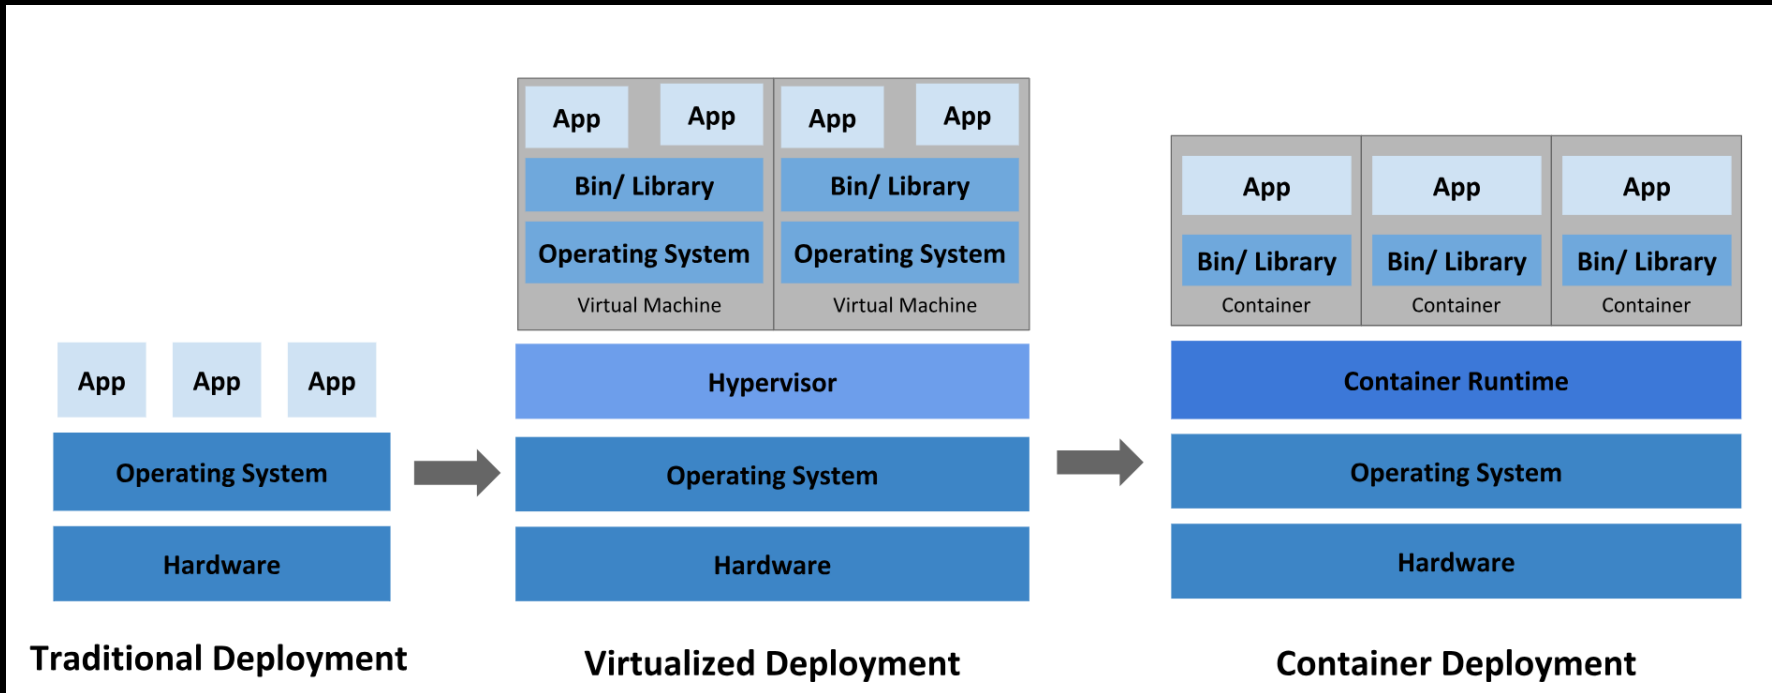 App
App
App
Operating System
Hardware
Traditional Deployment
App
App
Bin/ Library
Operating System
Virtual Machine
App
App
Bin/ Library
Operating System
Virtual Machine
Hypervisor
Operating System
Hardware
Virtualized Deployment
App
Bin/ Library
Container
App
Bin/ Library
Container
App
Bin/ Library
Container
Container Runtime
Operating System
Hardware
Container Deployment